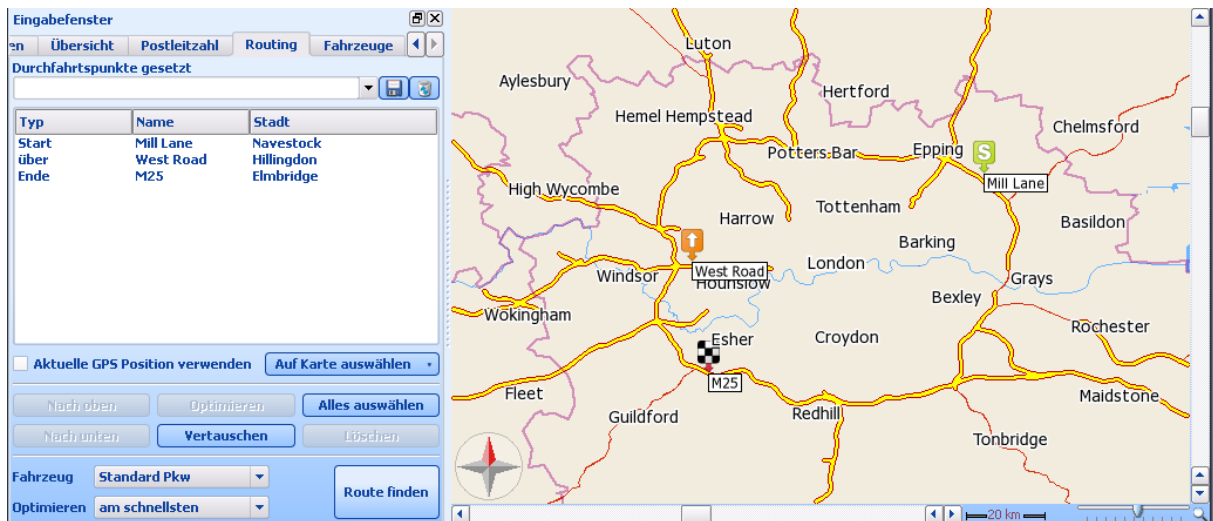 Eingabefenster
en Übersicht Postleitzahl Routing Fahrzeuge
Durchfahrtspunkte gesetzt
Typ Name Stadt
Start Mill Lane Navestock
über West Road Hillingdon
Ende M25 Elmbridge
Aktuelle GPS Position verwenden Auf Karte auswählen
Nach oben Optimieren Alles auswählen
Nach unten Vertauschen Löschen
Fahrzeug Standard Pkw
Route finden
Optimieren am schnellsten
Luton
Aylesbury
Hertford
Hemel Hempstead
Chelmsford
Potters Bar
Epping
S
Mill Lane
High Wycombe
Tottenham
Harrow
Basildon
Barking
London
West Road
Windsor
Hounslow
Grays
Bexley
Wokingham
Rochester
Esher
Croydon
M25
Fleet
Maidstone
Guildford
Redhill
Tonbridge
20 km